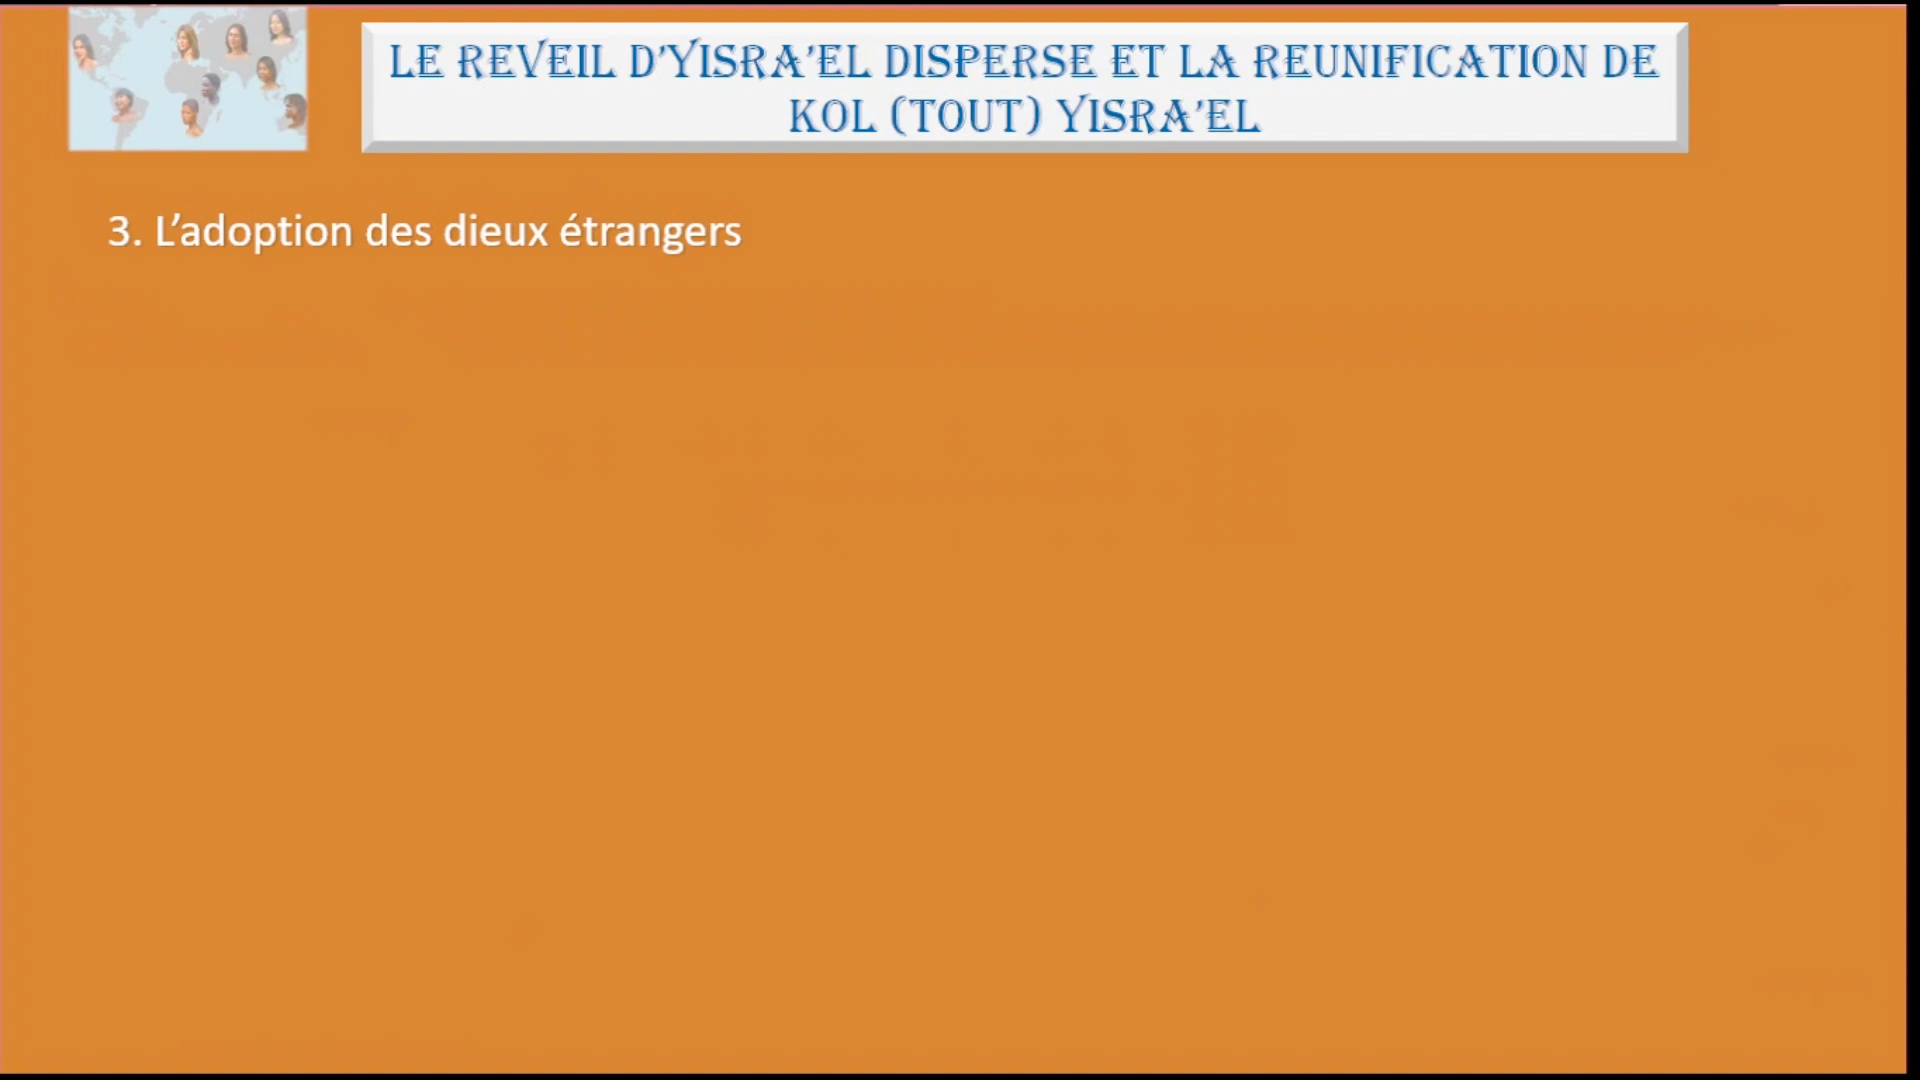 LE REVEIL D'YISRA'EL DISPERSE ET LA REUNIFICATION DE
KOL (TOUT) YISRA'EL
3. L'adoption des dieux étrangers